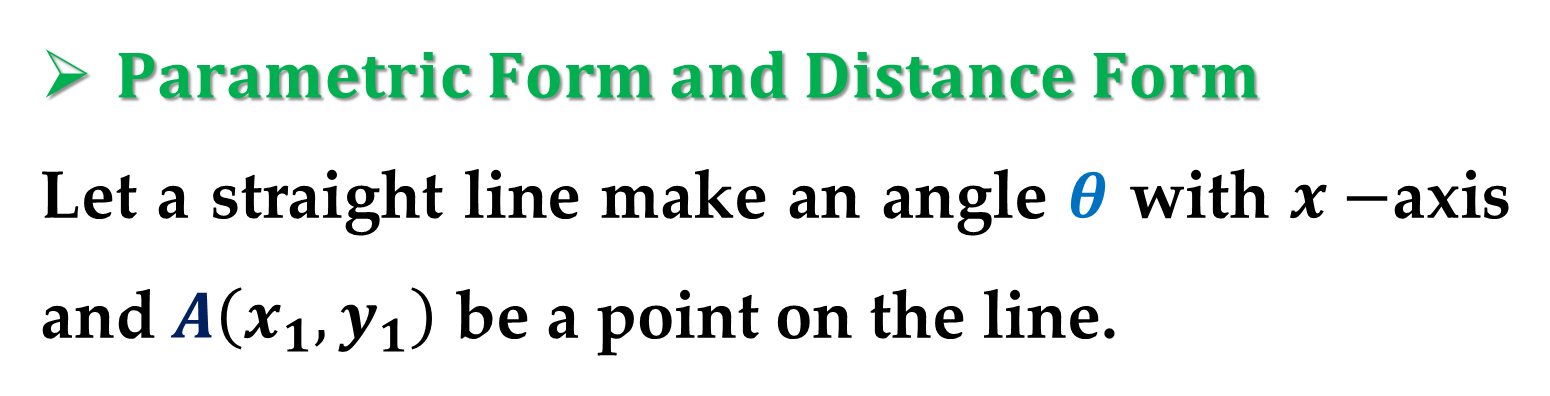 ➢ Parametric Form and Distance Form
Let a straight line make an angle θ with x −axis
and A(x₁, y₁) be a point on the line.